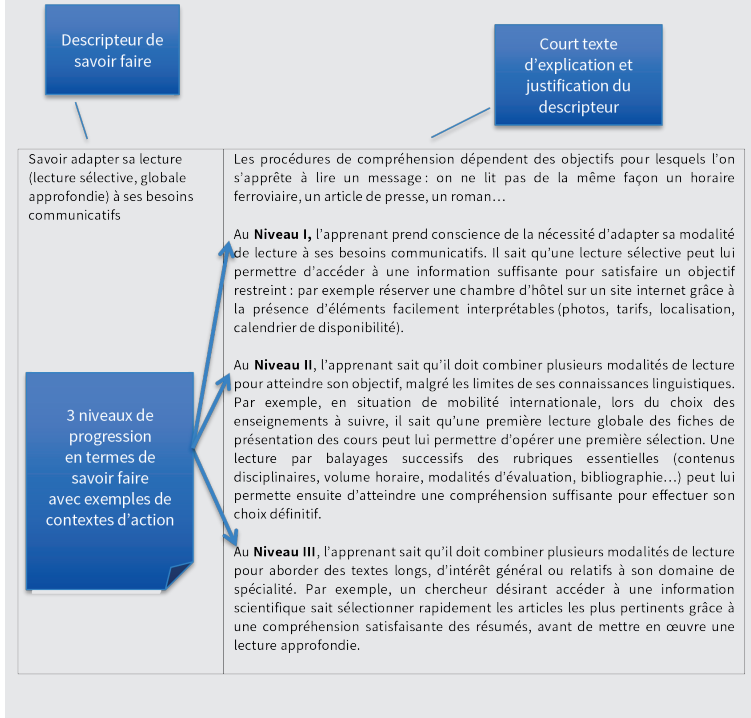 Descripteur de
savoir faire
Court texte
d'explication et
justification du
descripteur
Savoir adapter sa lecture
(lecture sélective, globale
approfondie) à ses besoins
communicatifs
Les procédures de compréhension dépendent des objectifs pour lesquels l'on
s'apprête à lire un message : on ne lit pas de la même façon un horaire
ferroviaire, un article de presse, un roman…
Au Niveau I, l'apprenant prend conscience de la nécessité d'adapter sa modalité
de lecture à ses besoins communicatifs. Il sait qu'une lecture sélective peut lui
permettre d'accéder à une information suffisante pour satisfaire un objectif
restreint : par exemple réserver une chambre d'hôtel sur un site internet grâce à
la présence d'éléments facilement interprétables (photos, tarifs, localisation,
calendrier de disponibilité).
Au Niveau II, l'apprenant sait qu'il doit combiner plusieurs modalités de lecture
pour atteindre son objectif, malgré les limites de ses connaissances linguistiques.
Par exemple, en situation de mobilité internationale, lors du choix des
enseignements à suivre, il sait qu'une première lecture globale des fiches de
présentation des cours peut lui permettre d'opérer une première sélection. Une
lecture par balayages successifs des rubriques essentielles (contenus
disciplinaires, volume horaire, modalités d'évaluation, bibliographie…) peut lui
permette ensuite d'atteindre une compréhension suffisante pour effectuer son
choix définitif.
Au Niveau III, l'apprenant sait qu'il doit combiner plusieurs modalités de lecture
pour aborder des textes longs, d'intérêt général ou relatifs à son domaine de
spécialité. Par exemple, un chercheur désirant accéder à une information
scientifique sait sélectionner rapidement les articles les plus pertinents grâce à
une compréhension satisfaisante des résumés, avant de mettre en œuvre une
lecture approfondie.
3 niveaux de
progression
en termes de
savoir faire
avec exemples de
contextes d'action